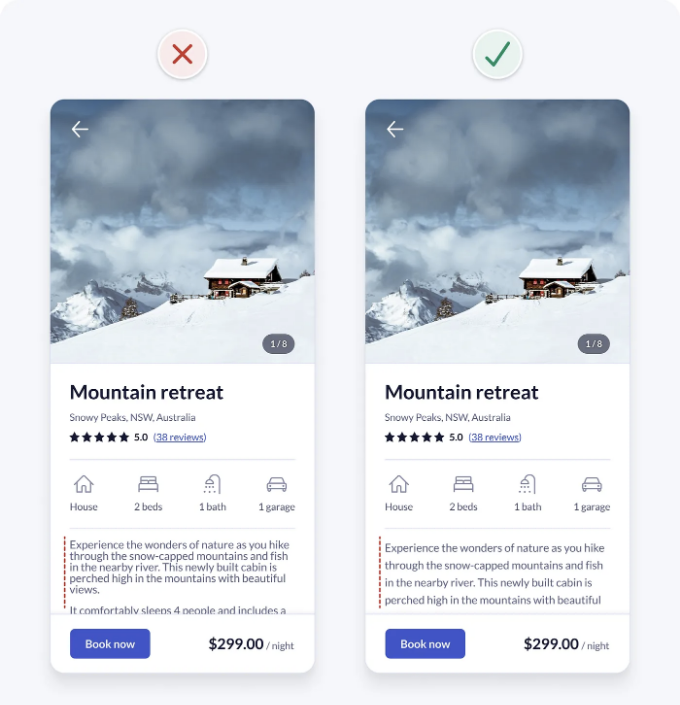 1 / 8
Mountain retreat
Snowy Peaks, NSW, Australia
5.0 (38 reviews)
House 2 beds 1 bath 1 garage
Experience the wonders of nature as you hike
through the snow-capped mountains and fish
in the nearby river. This newly built cabin is
perched high in the mountains with beautiful
views.
It comfortably sleeps 4 people and includes a
Book now $299.00 / night
1 / 8
Mountain retreat
Snowy Peaks, NSW, Australia
5.0 (38 reviews)
House 2 beds 1 bath 1 garage
Experience the wonders of nature as you hike
through the snow-capped mountains and fish
in the nearby river. This newly built cabin is
perched high in the mountains with beautiful
Book now $299.00 / night